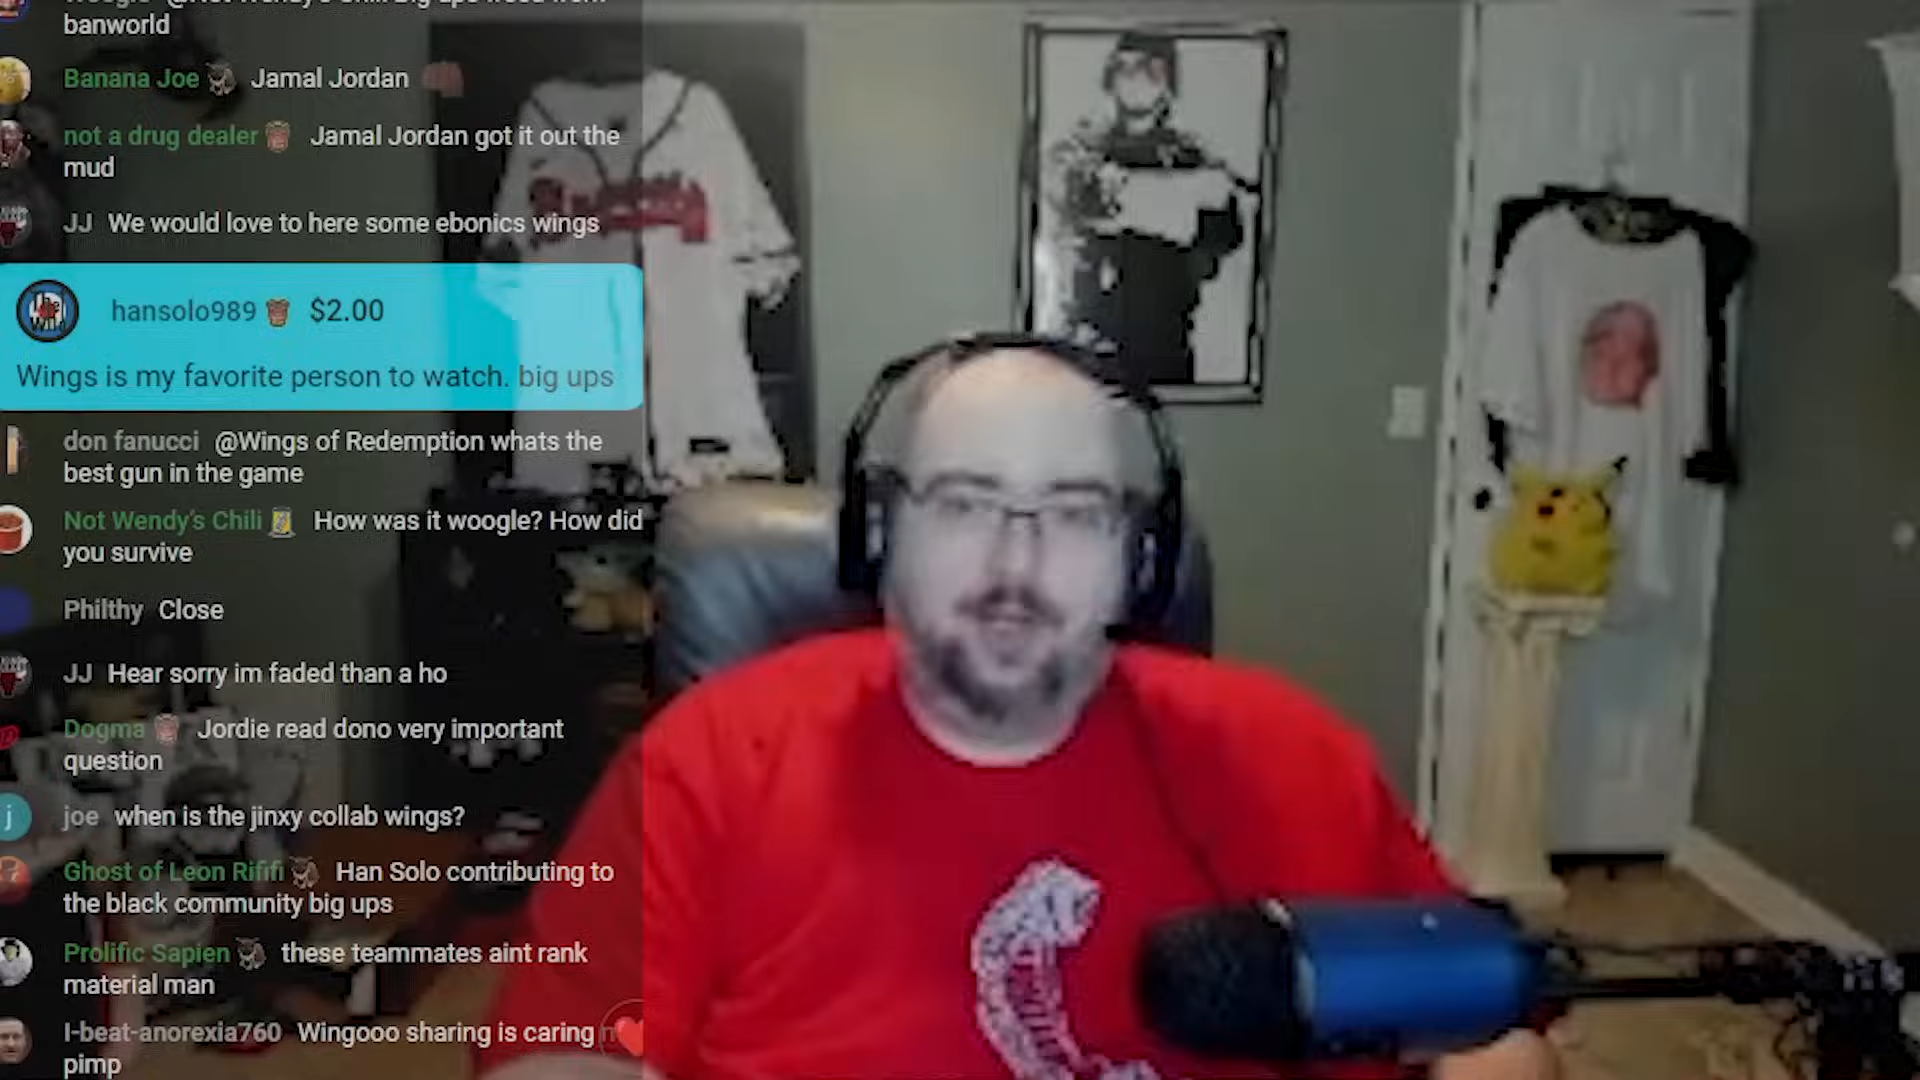 banworld
Banana Joe Jamal Jordan
not a drug dealer Jamal Jordan got it out the
mud
JJ We would love to here some ebonics wings
hansolo989 $2.00
Wings is my favorite person to watch. big ups
don fanucci @Wings of Redemption whats the
best gun in the game
Not Wendy's Chili How was it woogle? How did
you survive
Philthy Close
JJ Hear sorry im faded than a ho
Dogma Jordie read dono very important
question
j
joe when is the jinxy collab wings?
Ghost of Leon Rififi Han Solo contributing to
the black community big ups
Prolific Sapien these teammates aint rank
material man
I-beat-anorexia760 Wingooo sharing is caring
pimp